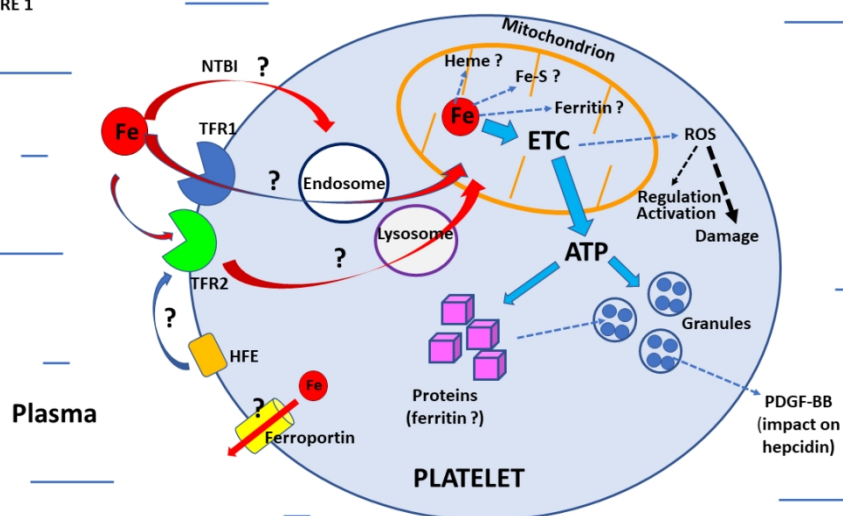 RE 1
Mitochondrion
NTBI ?
Heme ?
Fe-S ?
Fe
TFR1
Fe
Ferritin ?
ETC
ROS
?
Endosome
Regulation
Activation
Damage
Lysosome
?
ATP
TFR2
?
Granules
HFE
Fe
Proteins
(ferritin ?)
PDGF-BB
(impact on
hepcidin)
Plasma
?
Ferroportin
PLATELET